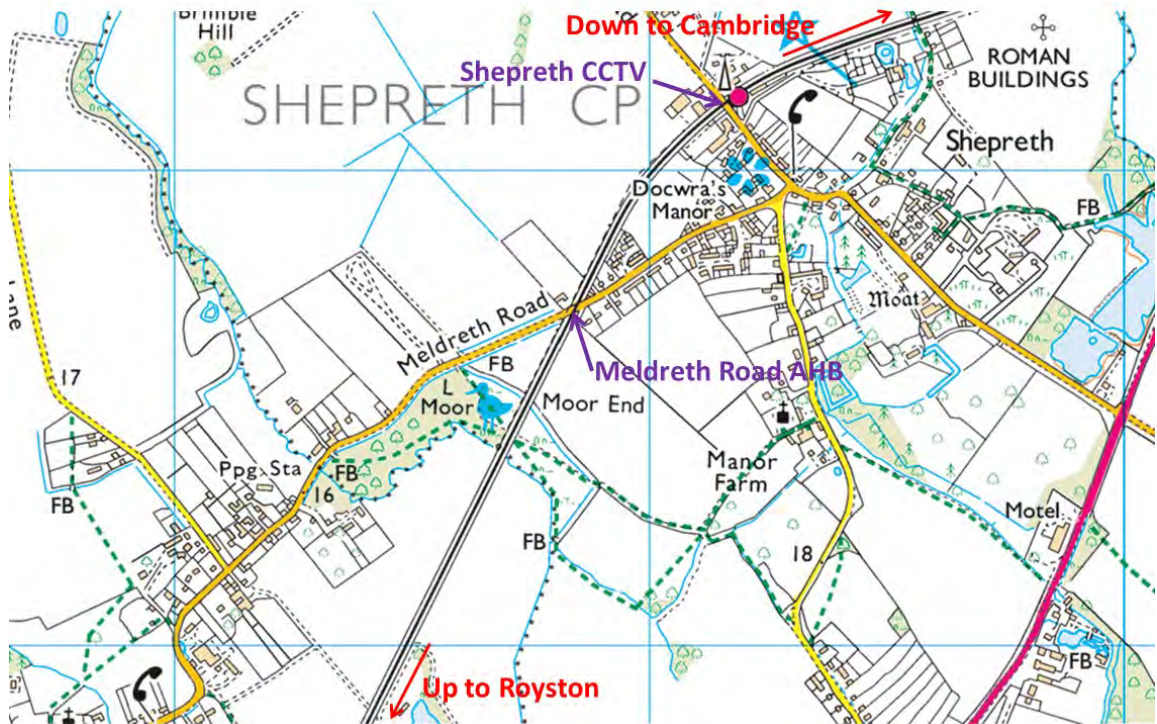 Brimble
Hill
Down to Cambridge
ROMAN
BUILDINGS
Shepreth CCTV
SHEPRETH CP
Shepreth
Docwra's
Manor
FB
Lane
Meldreth Road
Moat
FB
Meldreth Road AHB
17
L
Moor
Moor End
Ppg Sta
FB
16
Manor
Farm
FB
Motel
FB
18
Up to Royston
FB